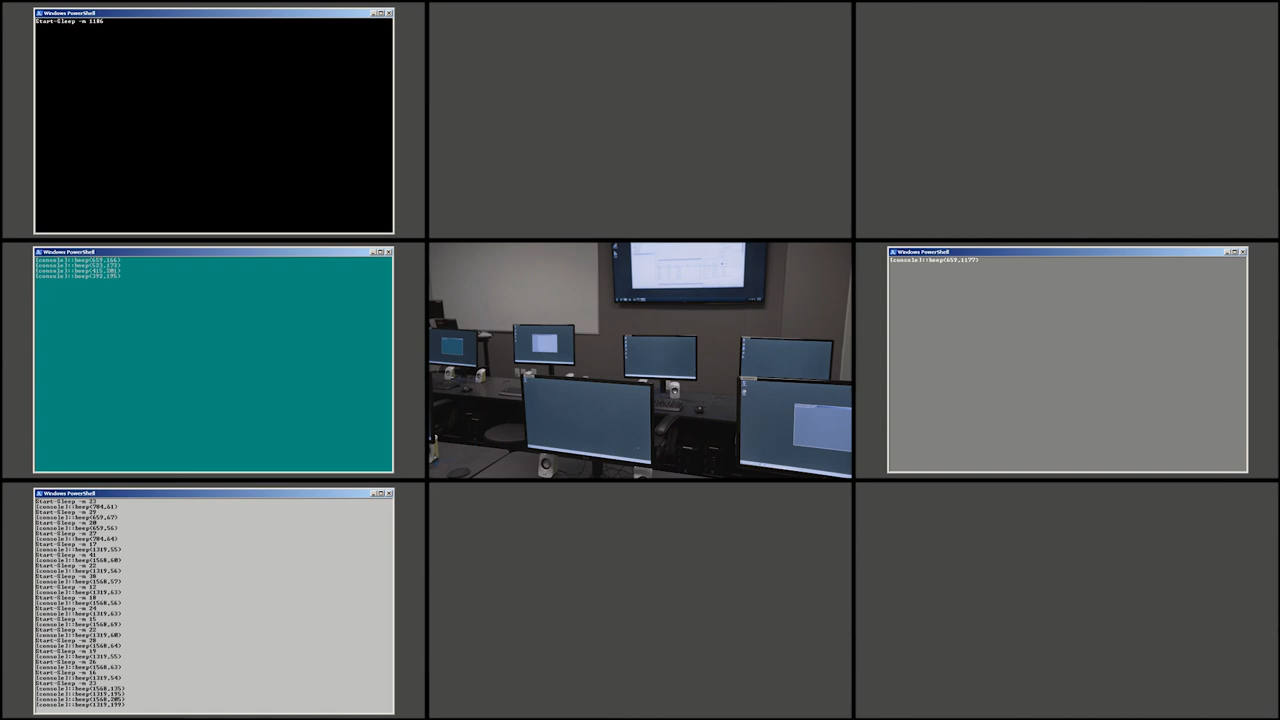 Windows PowerShell
Start-Sleep -m 1186
Windows PowerShell
[console]::beep(659,166)
[console]::beep(523,173)
[console]::beep(415,201)
[console]::beep(392,195)
Windows PowerShell
[console]::beep(659,1177)
Windows PowerShell
Start-Sleep -m 23
[console]::beep(784,61)
Start-Sleep -m 29
[console]::beep(659,67)
Start-Sleep -m 20
[console]::beep(659,56)
Start-Sleep -m 27
[console]::beep(784,64)
Start-Sleep -m 17
[console]::beep(1319,55)
Start-Sleep -m 41
[console]::beep(1568,60)
Start-Sleep -m 22
[console]::beep(1319,56)
Start-Sleep -m 30
[console]::beep(1568,57)
Start-Sleep -m 12
[console]::beep(1319,63)
Start-Sleep -m 18
[console]::beep(1568,56)
Start-Sleep -m 24
[console]::beep(1319,63)
Start-Sleep -m 15
[console]::beep(1568,69)
Start-Sleep -m 22
[console]::beep(1319,60)
Start-Sleep -m 28
[console]::beep(1568,64)
Start-Sleep -m 19
[console]::beep(1319,55)
Start-Sleep -m 26
[console]::beep(1568,63)
Start-Sleep -m 16
[console]::beep(1319,54)
Start-Sleep -m 23
[console]::beep(1568,135)
[console]::beep(1319,195)
[console]::beep(1568,205)
[console]::beep(1319,199)